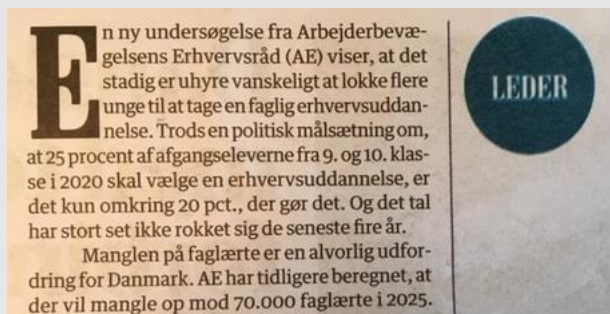 En ny undersøgelse fra Arbejderbevæ-
gelsens Erhvervsråd (AE) viser, at det
stadig er uhyre vanskeligt at lokke flere
unge til at tage en faglig erhvervsuddan-
nelse. Trods en politisk målsætning om,
at 25 procent af afgangseleverne fra 9. og 10. klas-
se i 2020 skal vælge en erhvervsuddannelse, er
det kun omkring 20 pct., der gør det. Og det tal
har stort set ikke rokket sig de seneste fire år.
Manglen på faglærte er en alvorlig udfor-
dring for Danmark. AE har tidligere beregnet, at
der vil mangle op mod 70.000 faglærte i 2025.
LEDER